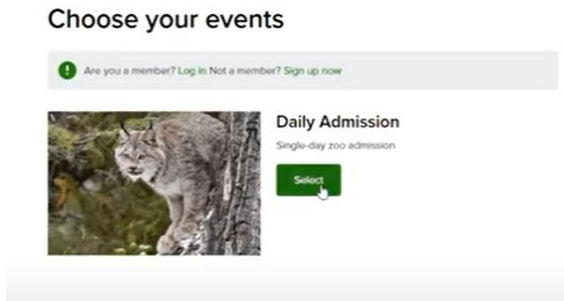 Choose your events
Are you a member? Log in Not a member? Sign up now
Daily Admission
Single-day zoo admission
Select